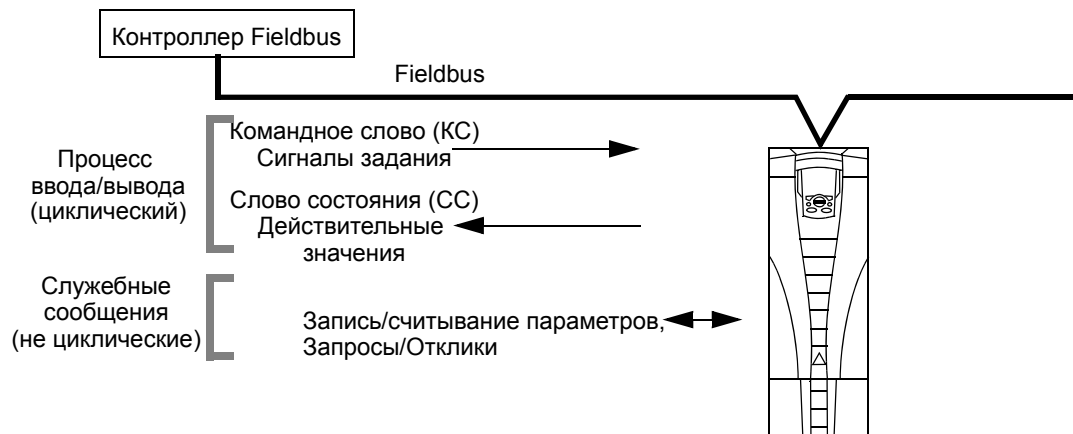 Контроллер Fieldbus
Fieldbus
Процесс
ввода/вывода
(циклический)
Командное слово (КС)
Сигналы задания
Слово состояния (СС)
Действительные
значения
Служебные
сообщения
(не циклические)
Запись/считывание параметров,
Запросы/Отклики